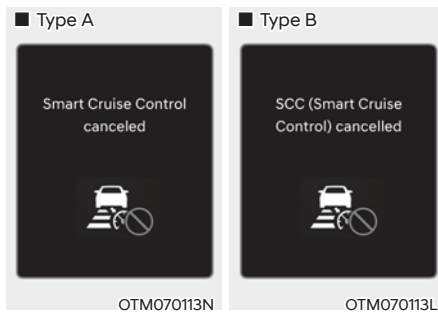 ■ Type A
Smart Cruise Control
canceled
OTM070113N
■ Type B
SCC (Smart Cruise
Control) cancelled
OTM070113L